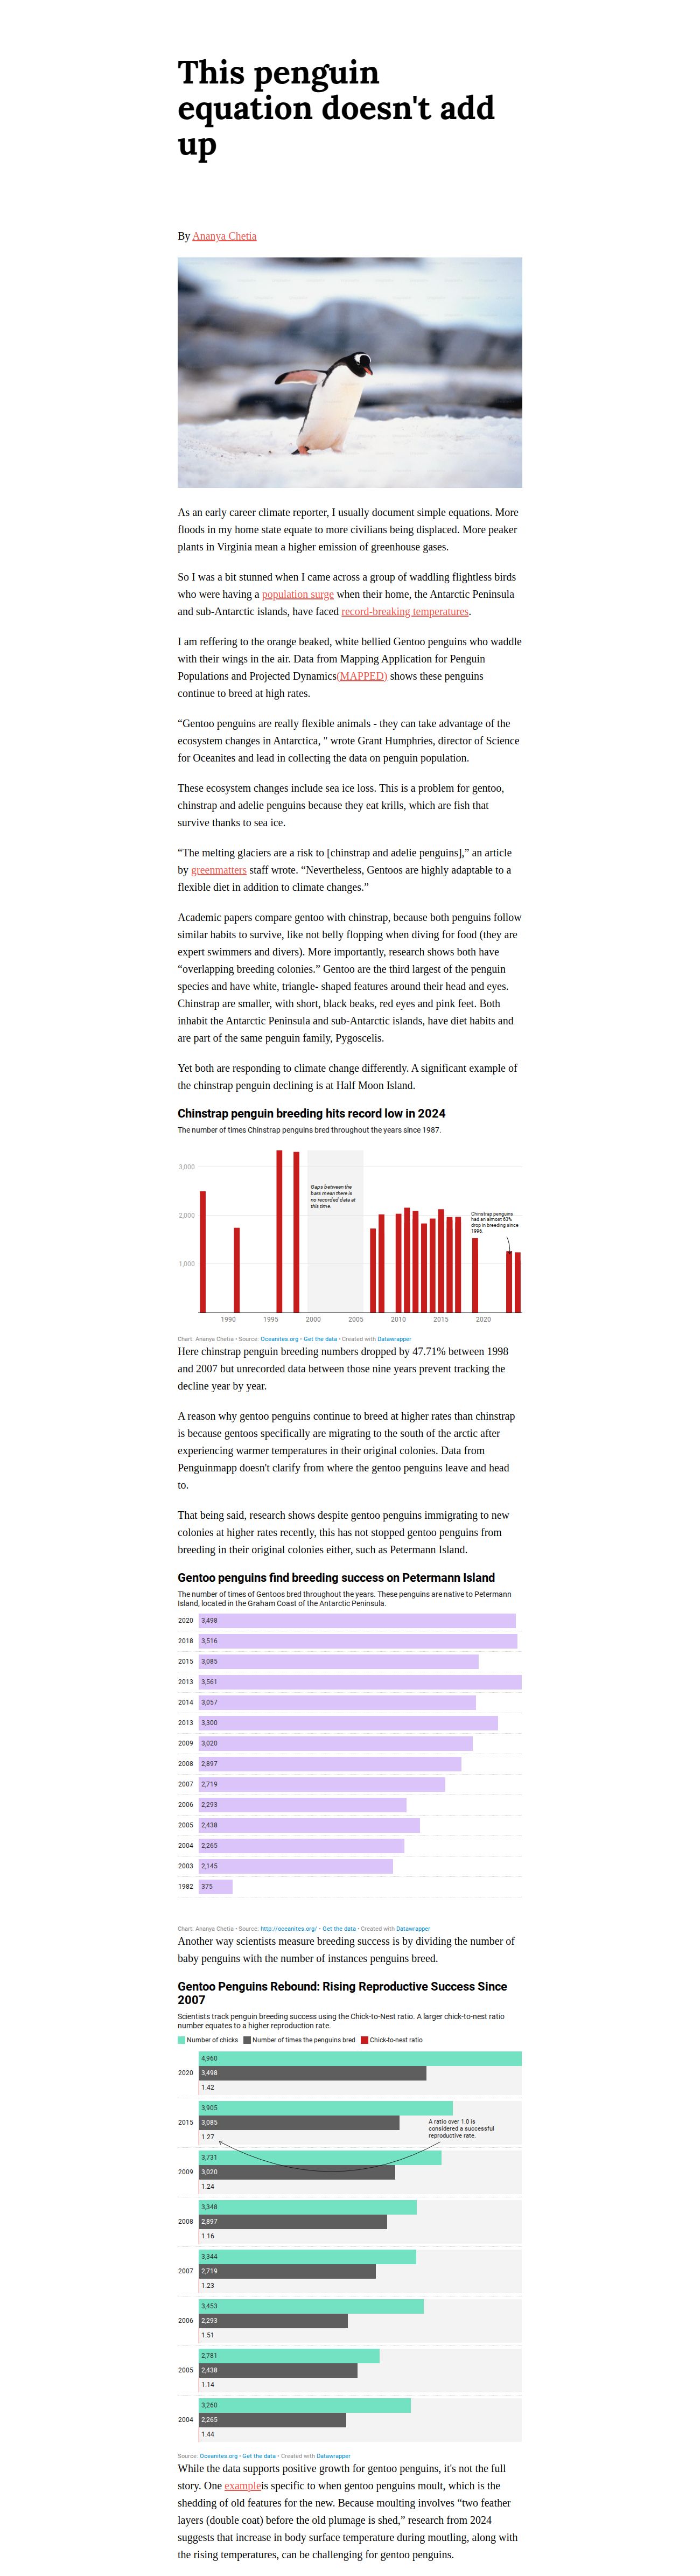 This penguin
equation doesn't add
up
By Ananya Chetia
As an early career climate reporter, I usually document simple equations. More
floods in my home state equate to more civilians being displaced. More peaker
plants in Virginia mean a higher emission of greenhouse gases.
So I was a bit stunned when I came across a group of waddling flightless birds
who were having a population surge when their home, the Antarctic Peninsula
and sub-Antarctic islands, have faced record-breaking temperatures.
I am reffering to the orange beaked, white bellied Gentoo penguins who waddle
with their wings in the air. Data from Mapping Application for Penguin
Populations and Projected Dynamics(MAPPED) shows these penguins
continue to breed at high rates.
“Gentoo penguins are really flexible animals - they can take advantage of the
ecosystem changes in Antarctica, " wrote Grant Humphries, director of Science
for Oceanites and lead in collecting the data on penguin population.
These ecosystem changes include sea ice loss. This is a problem for gentoo,
chinstrap and adelie penguins because they eat krills, which are fish that
survive thanks to sea ice.
“The melting glaciers are a risk to [chinstrap and adelie penguins],” an article
by greenmatters staff wrote. “Nevertheless, Gentoos are highly adaptable to a
flexible diet in addition to climate changes.”
Academic papers compare gentoo with chinstrap, because both penguins follow
similar habits to survive, like not belly flopping when diving for food (they are
expert swimmers and divers). More importantly, research shows both have
“overlapping breeding colonies.” Gentoo are the third largest of the penguin
species and have white, triangle- shaped features around their head and eyes.
Chinstrap are smaller, with short, black beaks, red eyes and pink feet. Both
inhabit the Antarctic Peninsula and sub-Antarctic islands, have diet habits and
are part of the same penguin family, Pygoscelis.
Yet both are responding to climate change differently. A significant example of
the chinstrap penguin declining is at Half Moon Island.
Chinstrap penguin breeding hits record low in 2024
The number of times Chinstrap penguins bred throughout the years since 1987.
3,000
2,000
1,000
Gaps between the
bars mean there is
no recorded data at
this time.
Chinstrap penguins
had an almost 63%
drop in breeding since
1996.
1990 1995 2000 2005 2010 2015 2020
Chart: Ananya Chetia • Source: Oceanites.org • Get the data • Created with Datawrapper
Here chinstrap penguin breeding numbers dropped by 47.71% between 1998
and 2007 but unrecorded data between those nine years prevent tracking the
decline year by year.
A reason why gentoo penguins continue to breed at higher rates than chinstrap
is because gentoos specifically are migrating to the south of the arctic after
experiencing warmer temperatures in their original colonies. Data from
Penguinmapp doesn't clarify from where the gentoo penguins leave and head
to.
That being said, research shows despite gentoo penguins immigrating to new
colonies at higher rates recently, this has not stopped gentoo penguins from
breeding in their original colonies either, such as Petermann Island.
Gentoo penguins find breeding success on Petermann Island
The number of times of Gentoos bred throughout the years. These penguins are native to Petermann
Island, located in the Graham Coast of the Antarctic Peninsula.
2020 3,498
2018 3,516
2015 3,085
2013 3,561
2014 3,057
2013 3,300
2009 3,020
2008 2,897
2007 2,719
2006 2,293
2005 2,438
2004 2,265
2003 2,145
1982 375
Chart: Ananya Chetia • Source: http://oceanites.org/ • Get the data • Created with Datawrapper
Another way scientists measure breeding success is by dividing the number of
baby penguins with the number of instances penguins breed.
Gentoo Penguins Rebound: Rising Reproductive Success Since
2007
Scientists track penguin breeding success using the Chick-to-Nest ratio. A larger chick-to-nest ratio
number equates to a higher reproduction rate.
Number of chicks Number of times the penguins bred Chick-to-nest ratio
4,960
2020 3,498
1.42
3,905
2015 3,085
1.27
A ratio over 1.0 is
considered a successful
reproductive rate.
3,731
2009 3,020
1.24
3,348
2008 2,897
1.16
3,344
2007 2,719
1.23
3,453
2006 2,293
1.51
2,781
2005 2,438
1.14
3,260
2004 2,265
1.44
Source: Oceanites.org • Get the data • Created with Datawrapper
While the data supports positive growth for gentoo penguins, it's not the full
story. One exampleis specific to when gentoo penguins moult, which is the
shedding of old features for the new. Because moulting involves “two feather
layers (double coat) before the old plumage is shed,” research from 2024
suggests that increase in body surface temperature during moutling, along with
the rising temperatures, can be challenging for gentoo penguins.